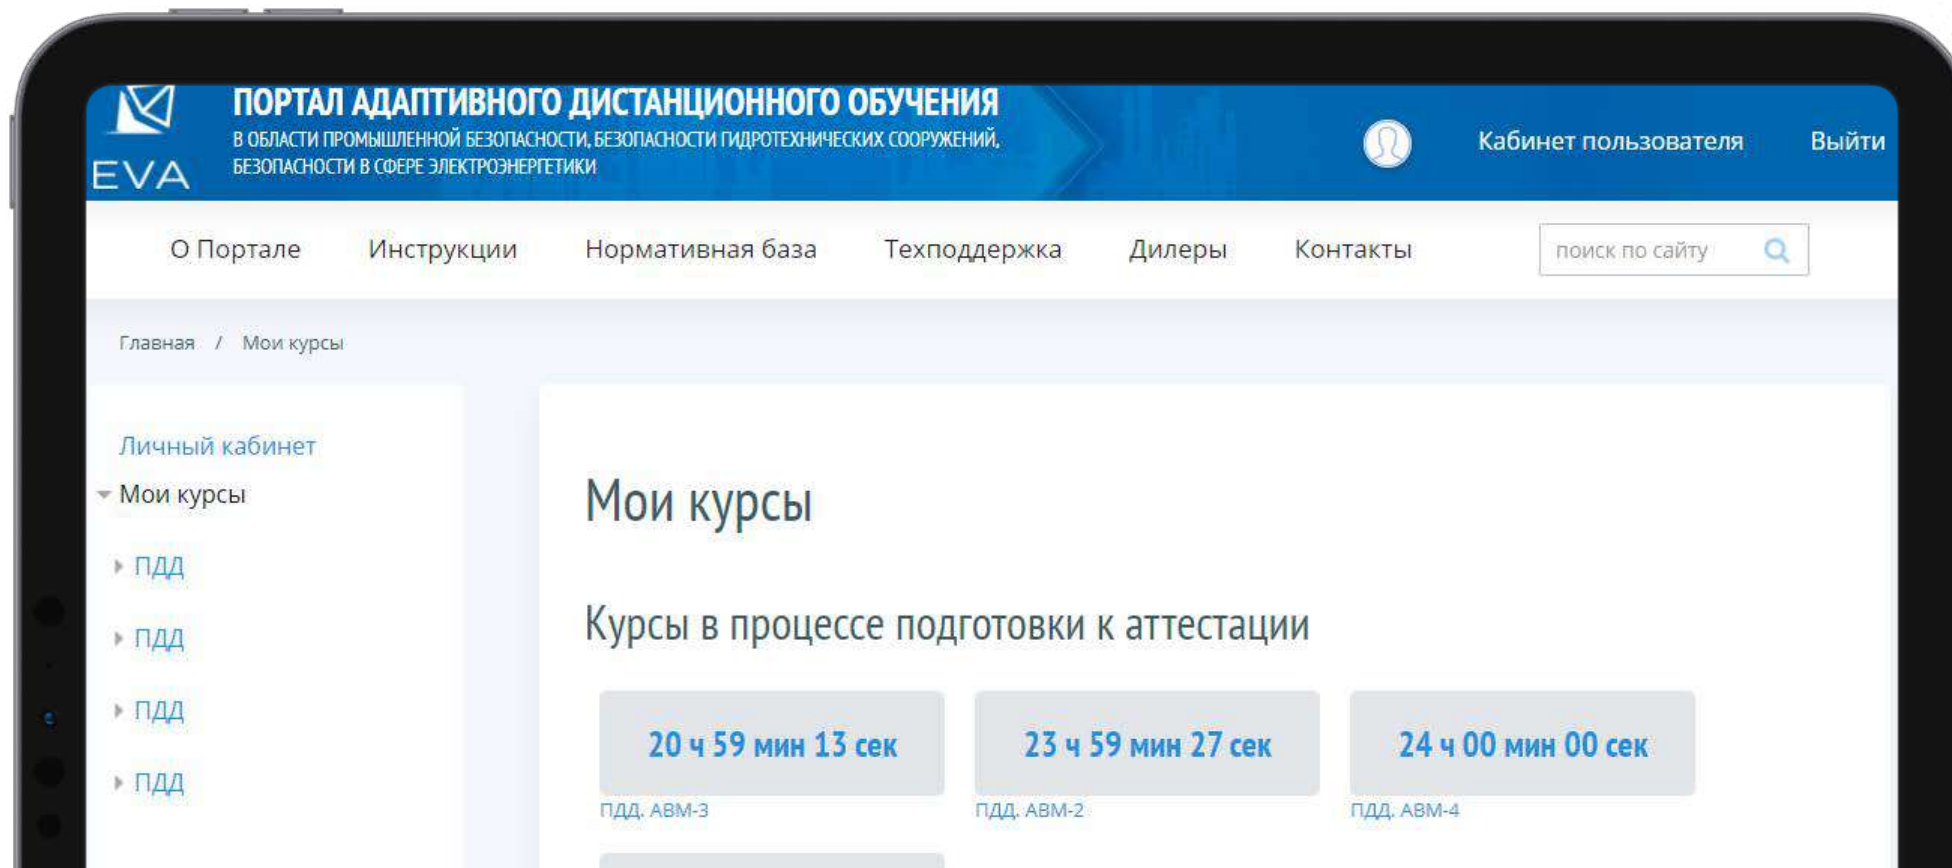 EVA
ПОРТАЛ АДАПТИВНОГО ДИСТАНЦИОННОГО ОБУЧЕНИЯ
В ОБЛАСТИ ПРОМЫШЛЕННОЙ БЕЗОПАСНОСТИ, БЕЗОПАСНОСТИ ГИДРОТЕХНИЧЕСКИХ СООРУЖЕНИЙ,
БЕЗОПАСНОСТИ В СФЕРЕ ЭЛЕКТРОЭНЕРГЕТИКИ
Кабинет пользователя
Выйти
О Портале
Инструкции
Нормативная база
Техподдержка
Дилеры
Контакты
поиск по сайту
Главная / Мои курсы
Личный кабинет
Мои курсы
ПДД
ПДД
ПДД
ПДД
Мои курсы
Курсы в процессе подготовки к аттестации
20 ч 59 мин 13 сек
ПДД. АВМ-3
23 ч 59 мин 27 сек
ПДД. АВМ-2
24 ч 00 мин 00 сек
ПДД. АВМ-4